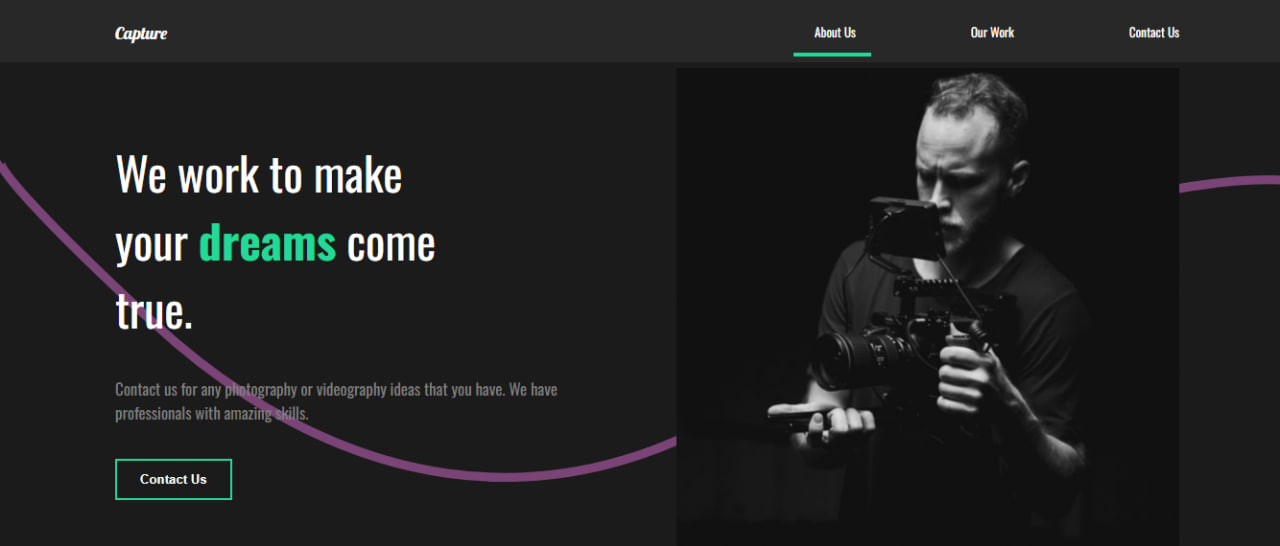 Capture
About Us
Our Work
Contact Us
We work to make
your dreams come
true.
Contact us for any photography or videography ideas that you have. We have
professionals with amazing skills.
Contact Us